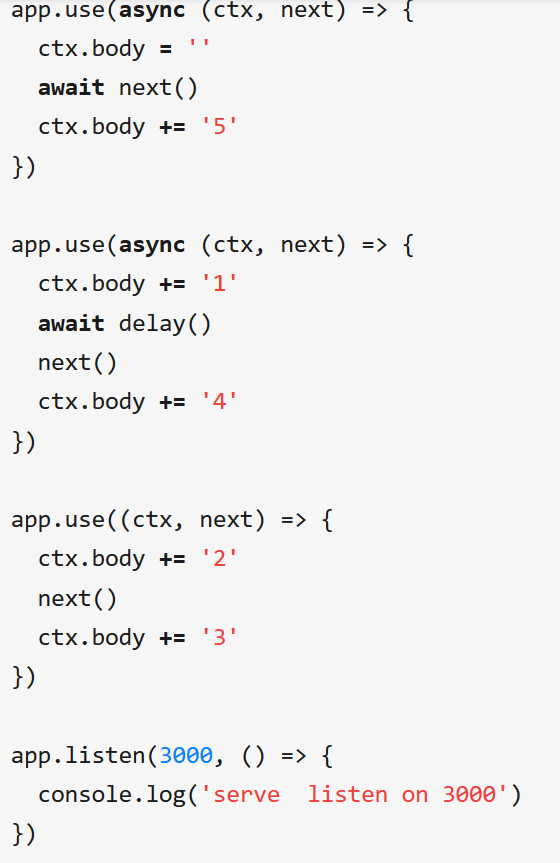 app.use(async (ctx, next) => {
  ctx.body = ''
  await next()
  ctx.body += '5'
})

app.use(async (ctx, next) => {
  ctx.body += '1'
  await delay()
  next()
  ctx.body += '4'
})

app.use((ctx, next) => {
  ctx.body += '2'
  next()
  ctx.body += '3'
})

app.listen(3000, () => {
  console.log('serve  listen on 3000')
})